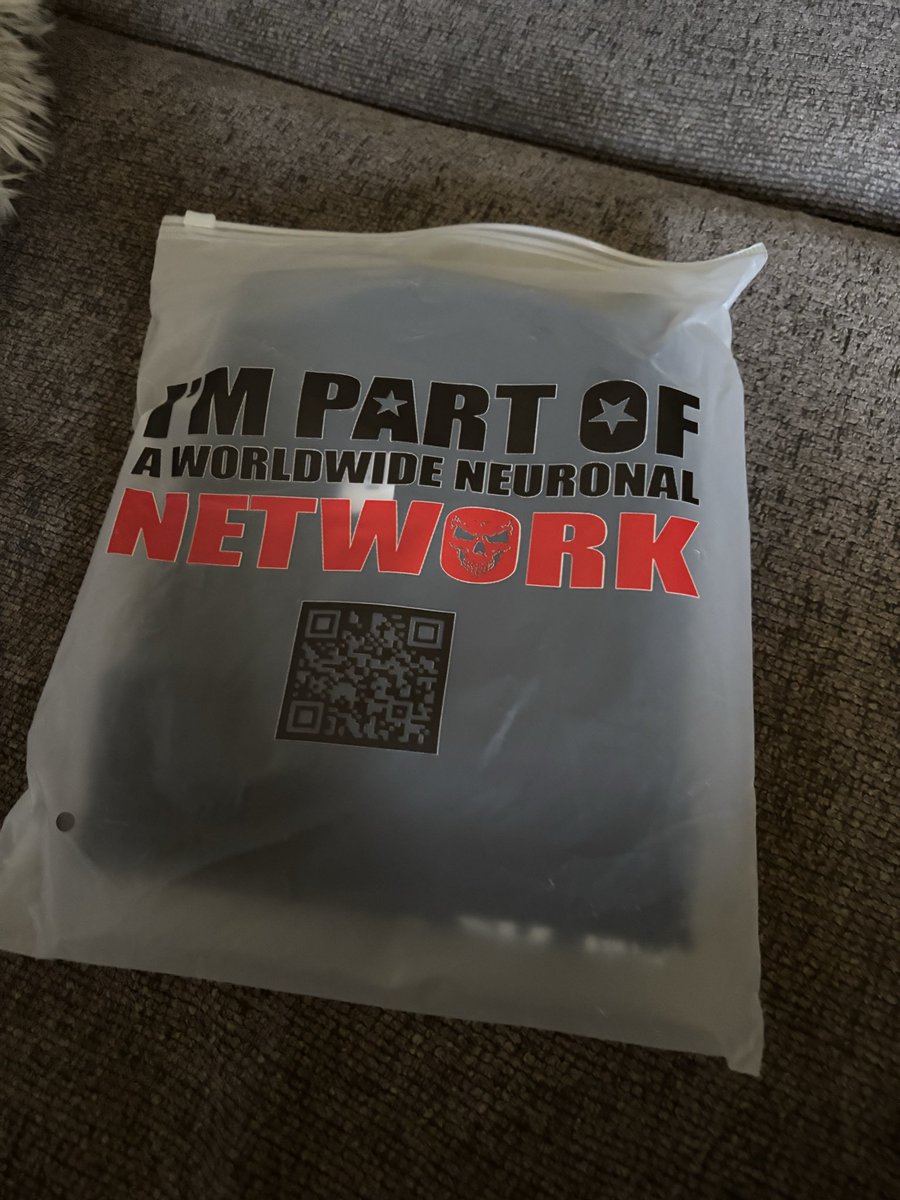 I'M PART OF
A WORLDWIDE NEURONAL
NETWORK